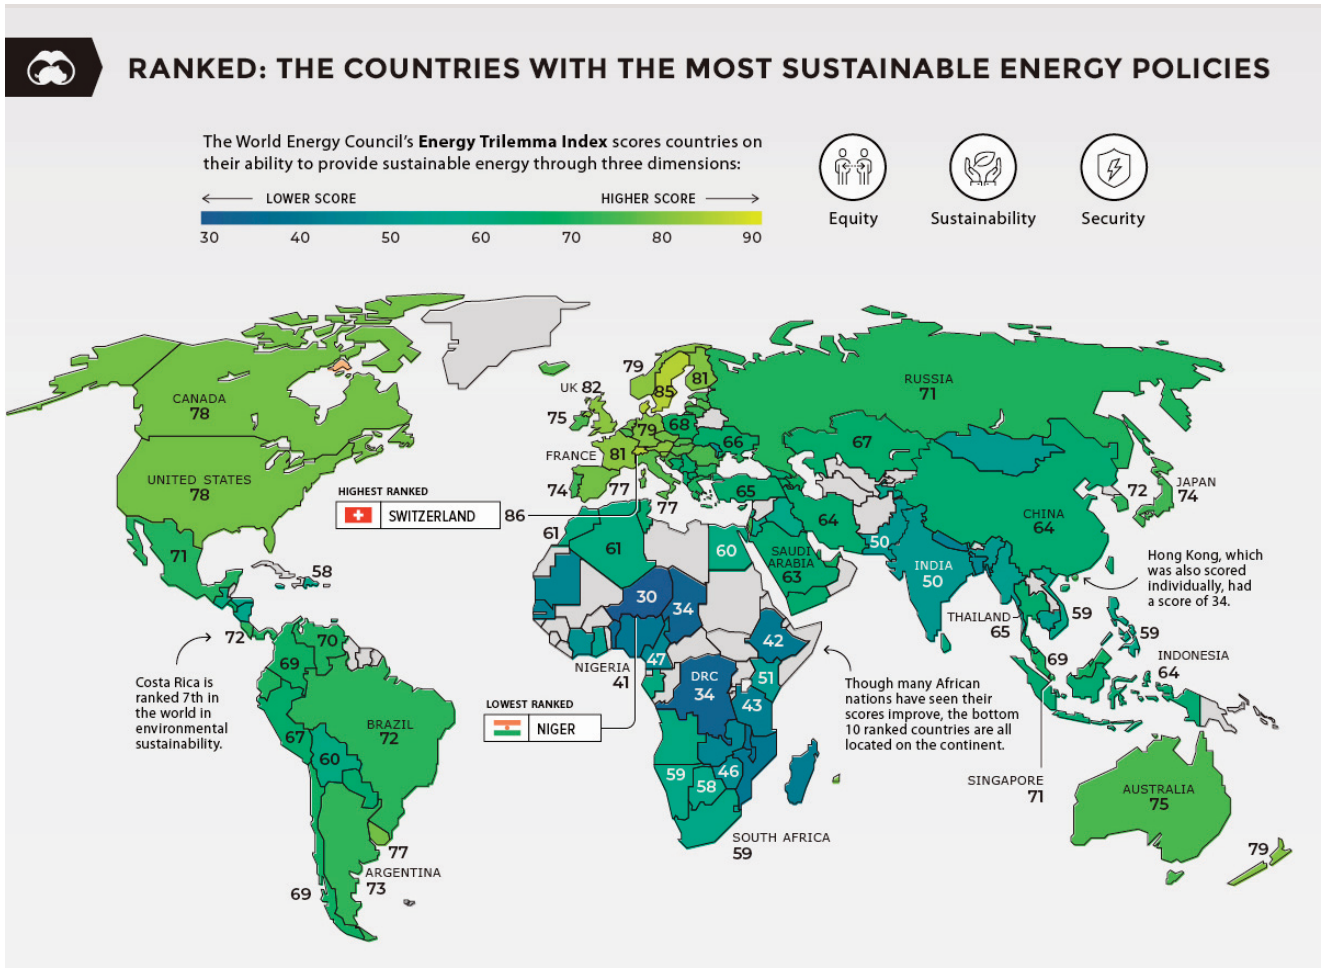 RANKED: THE COUNTRIES WITH THE MOST SUSTAINABLE ENERGY POLICIES
The World Energy Council's Energy Trilemma Index scores countries on
their ability to provide sustainable energy through three dimensions:
LOWER SCORE
HIGHER SCORE
30 40 50 60 70 80 90
Equity
Sustainability
Security
CANADA
78
UNITED STATES
78
HIGHEST RANKED
SWITZERLAND
86
79
85
81
UK 82
75
79
68
66
FRANCE
81
74
77
77
65
RUSSIA
71
67
72
JAPAN
74
CHINA
64
64
SAUDI
ARABIA
63
50
INDIA
50
Hong Kong, which
was also scored
individually, had
a score of 34.
THAILAND
65
59
59
69
INDONESIA
64
SINGAPORE
71
AUSTRALIA
75
79
71
58
72
70
69
Costa Rica is
ranked 7th in
the world in
environmental
sustainability.
67
BRAZIL
72
60
77
ARGENTINA
73
69
61
61
60
30
34
42
47
NIGERIA
41
DRC
34
51
43
LOWEST RANKED
NIGER
Though many African
nations have seen their
scores improve, the bottom
10 ranked countries are all
located on the continent.
59
46
58
SOUTH AFRICA
59